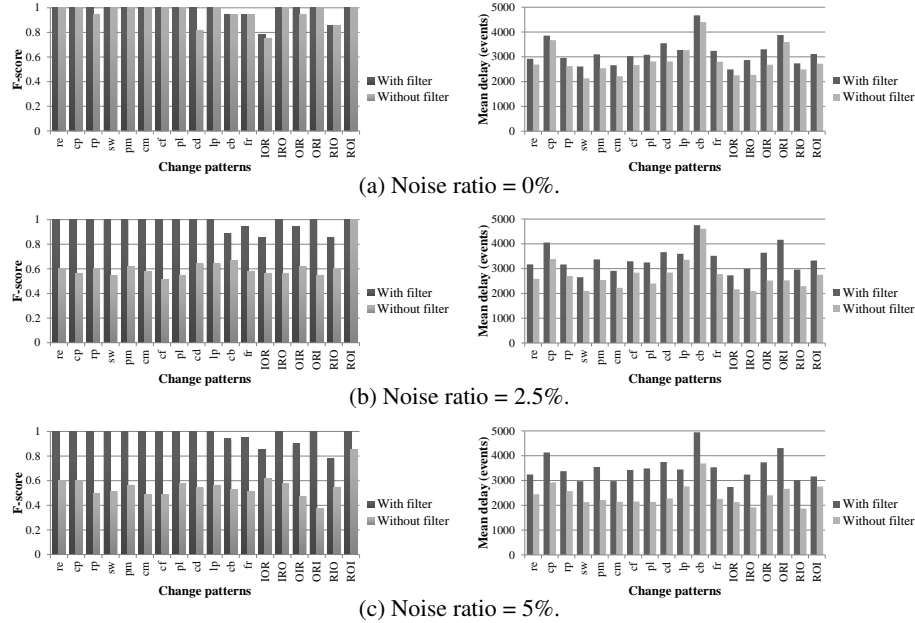 F-score
1
0.8
0.6
0.4
0.2
0
re cp rp sw pm cm cf pl cd lp cb fr IOR IRO OIR ORI RIO ROI
Change patterns
With filter
Without filter
Mean delay (events)
5000
4000
3000
2000
1000
0
re cp rp sw pm cm cf pl cd lp cb fr IOR IRO OIR ORI RIO ROI
Change patterns
With filter
Without filter
(a) Noise ratio = 0%.
F-score
1
0.8
0.6
0.4
0.2
0
re cp rp sw pm cm cf pl cd lp cb fr IOR IRO OIR ORI RIO ROI
Change patterns
With filter
Without filter
Mean delay (events)
5000
4000
3000
2000
1000
0
re cp rp sw pm cm cf pl cd lp cb fr IOR IRO OIR ORI RIO ROI
Change patterns
With filter
Without filter
(b) Noise ratio = 2.5%.
F-score
1
0.8
0.6
0.4
0.2
0
re cp rp sw pm cm cf pl cd lp cb fr IOR IRO OIR ORI RIO ROI
Change patterns
With filter
Without filter
Mean delay (events)
5000
4000
3000
2000
1000
0
re cp rp sw pm cm cf pl cd lp cb fr IOR IRO OIR ORI RIO ROI
Change patterns
With filter
Without filter
(c) Noise ratio = 5%.